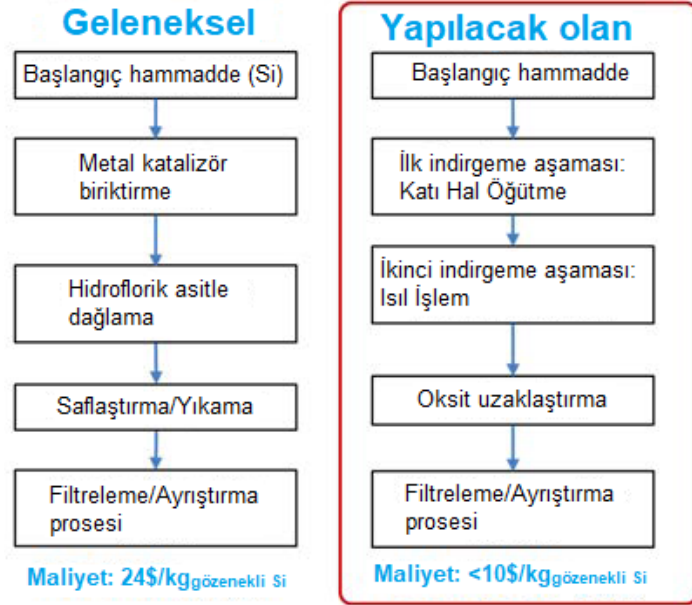 Geleneksel
Başlangıç hammadde (Si)
Metal katalizör
biriktirme
Hidroflorik asitle
dağlama
Saflaştırma/Yıkama
Filtreleme/Ayrıştırma
prosesi
Maliyet: 24$/kggözenekli Si
Yapılacak olan
Başlangıç hammadde
İlk indirgeme aşaması:
Katı Hal Öğütme
İkinci indirgeme aşaması:
Isıl İşlem
Oksit uzaklaştırma
Filtreleme/Ayrıştırma
prosesi
Maliyet: <10$/kggözenekli Si